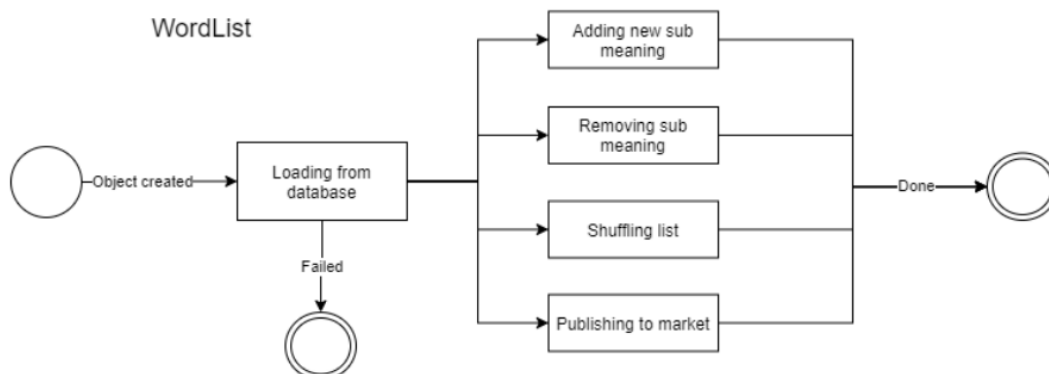 WordList
Adding new sub
meaning
Removing sub
meaning
Object created
Loading from
database
Done
Shuffling list
Failed
Publishing to market